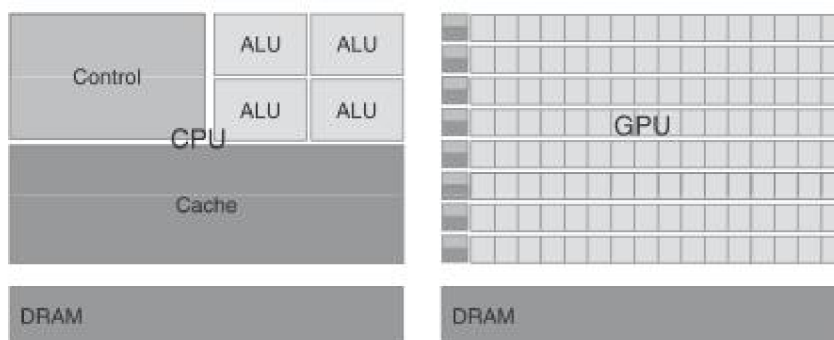 ALU ALU
Control
ALU ALU
CPU
Cache
DRAM
GPU
DRAM